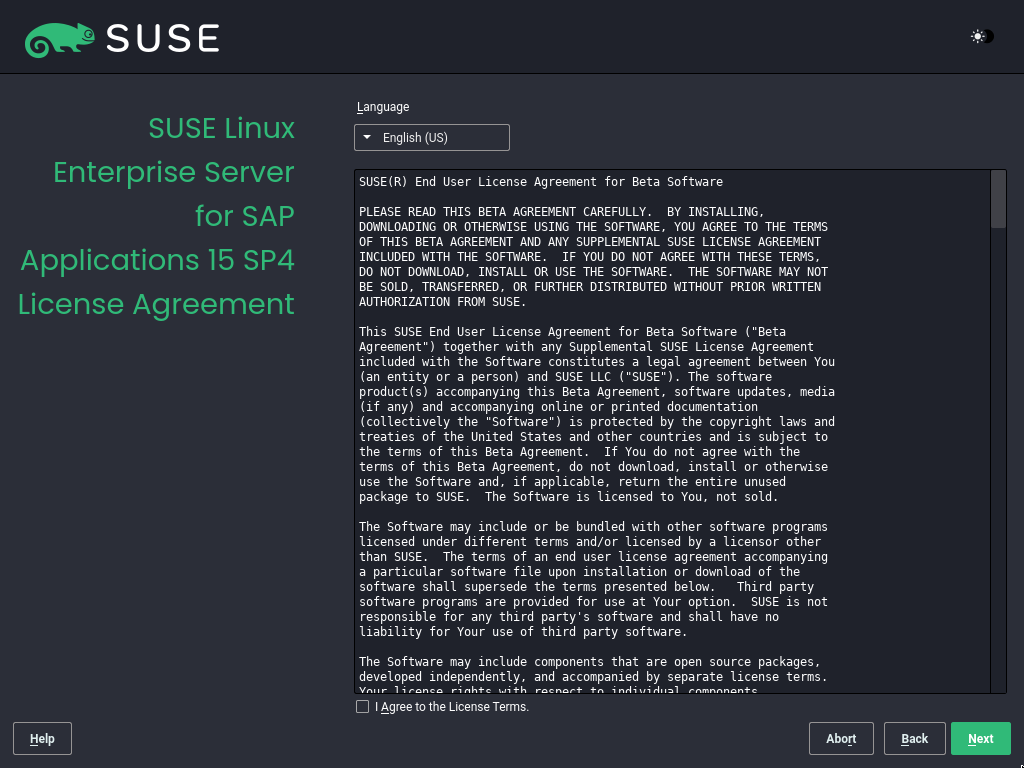 SUSE
SUSE Linux
Enterprise Server
for SAP
Applications 15 SP4
License Agreement
Language
English (US)
SUSE(R) End User License Agreement for Beta Software
PLEASE READ THIS BETA AGREEMENT CAREFULLY.  BY INSTALLING,
DOWNLOADING OR OTHERWISE USING THE SOFTWARE, YOU AGREE TO THE TERMS
OF THIS BETA AGREEMENT AND ANY SUPPLEMENTAL SUSE LICENSE AGREEMENT
INCLUDED WITH THE SOFTWARE.  IF YOU DO NOT AGREE WITH THESE TERMS,
DO NOT DOWNLOAD, INSTALL OR USE THE SOFTWARE.  THE SOFTWARE MAY NOT
BE SOLD, TRANSFERRED, OR FURTHER DISTRIBUTED WITHOUT PRIOR WRITTEN
AUTHORIZATION FROM SUSE.
This SUSE End User License Agreement for Beta Software ("Beta
Agreement") together with any Supplemental SUSE License Agreement
included with the Software constitutes a legal agreement between You
(an entity or a person) and SUSE LLC ("SUSE"). The software
product(s) accompanying this Beta Agreement, software updates, media
(if any) and accompanying online or printed documentation
(collectively the "Software") is protected by the copyright laws and
treaties of the United States and other countries and is subject to
the terms of this Beta Agreement.  If You do not agree with the
terms of this Beta Agreement, do not download, install or otherwise
use the Software and, if applicable, return the entire unused
package to SUSE.  The Software is licensed to You, not sold.
The Software may include or be bundled with other software programs
licensed under different terms and/or licensed by a licensor other
than SUSE.  The terms of an end user license agreement accompanying
a particular software file upon installation or download of the
software shall supersede the terms presented below.   Third party
software programs are provided for use at Your option.  SUSE is not
responsible for any third party's software and shall have no
liability for Your use of third party software.
The Software may include components that are open source packages,
developed independently, and accompanied by separate license terms.
Your license rights with respect to individual components
I Agree to the License Terms.
Help
Abort
Back
Next